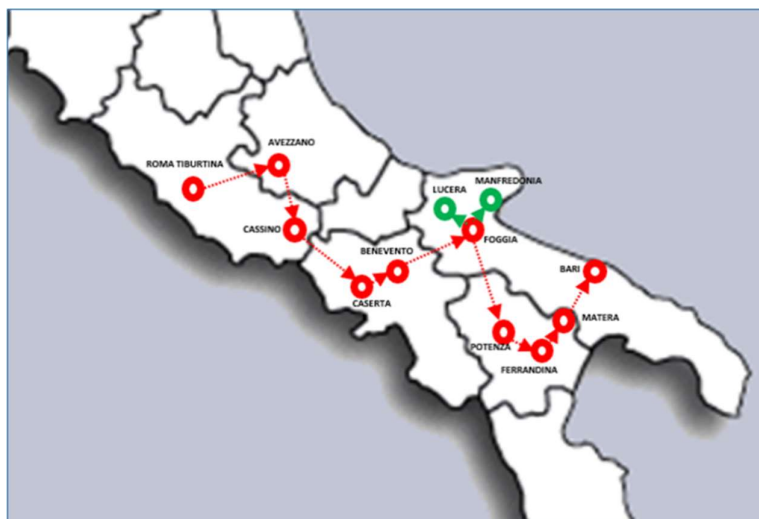 AVEZZANO
ROMA TIBURTINA
CASSINO
LUCERA
MANFREDONIA
FOGGIA
BENEVENTO
CASERTA
BARI
MATERA
POTENZA
FERRANDINA